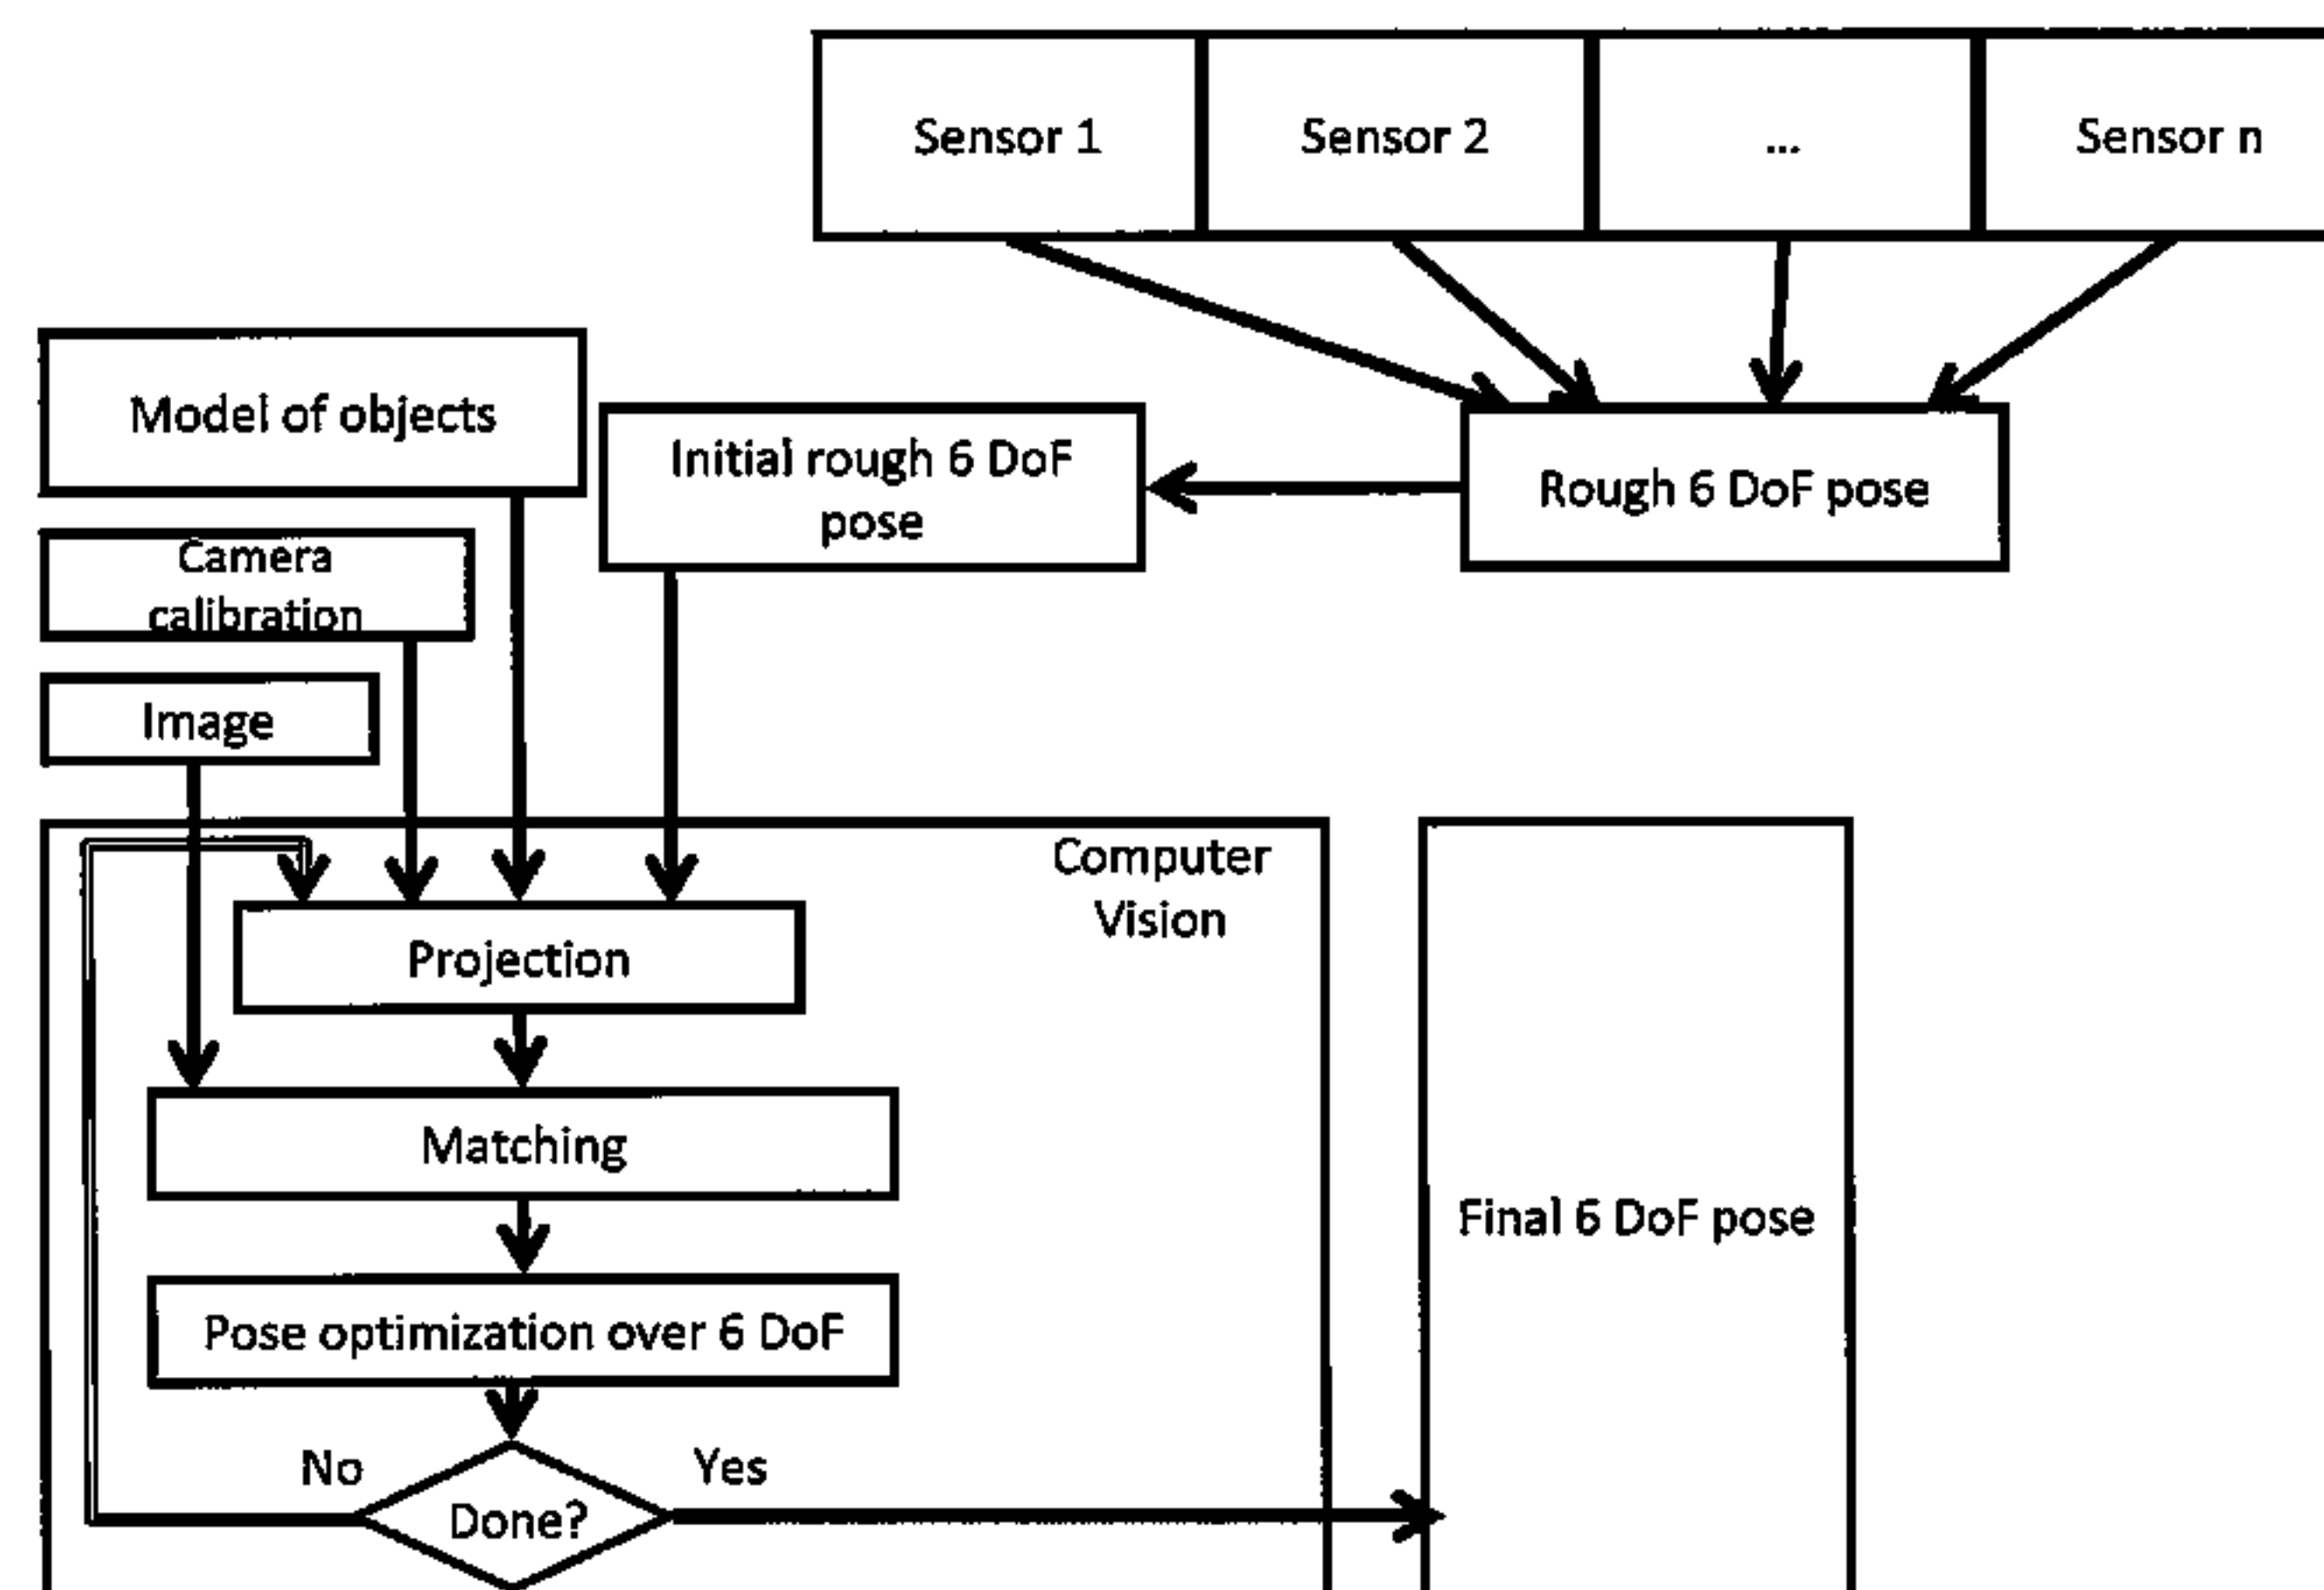 Sensor 1
Sensor 2
...
Sensor n
Model of objects
Initial rough 6 DoF
pose
Rough 6 DoF pose
Camera
calibration
Image
Computer
Vision
Projection
Matching
Final 6 DoF pose
Pose optimization over 6 DoF
No
Yes
Done?